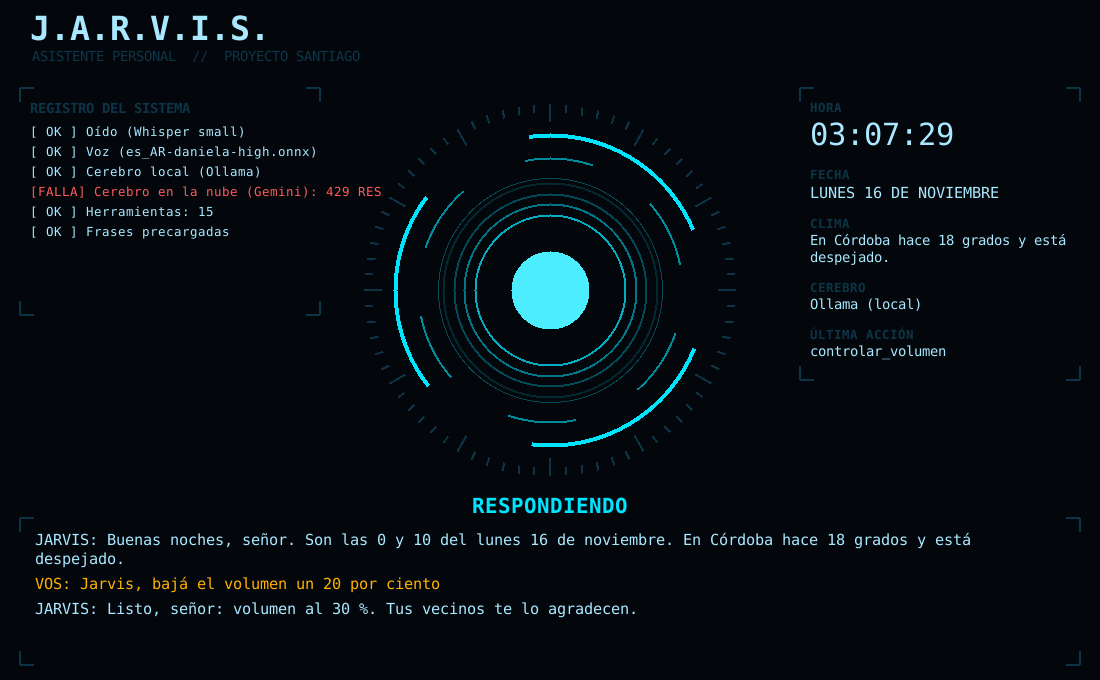 J.A.R.V.I.S.
ASISTENTE PERSONAL // PROYECTO SANTIAGO
REGISTRO DEL SISTEMA
[ OK ] Oído (Whisper small)
[ OK ] Voz (es_AR-daniela-high.onnx)
[ OK ] Cerebro local (Ollama)
[FALLA] Cerebro en la nube (Gemini): 429 RES
[ OK ] Herramientas: 15
[ OK ] Frases precargadas
HORA
03:07:29
FECHA
LUNES 16 DE NOVIEMBRE
CLIMA
En Córdoba hace 18 grados y está
despejado.
CEREBRO
Ollama (local)
ÚLTIMA ACCIÓN
controlar_volumen
RESPONDIENDO
JARVIS: Buenas noches, señor. Son las 0 y 10 del lunes 16 de noviembre. En Córdoba hace 18 grados y está
despejado.
VOS: Jarvis, bajá el volumen un 20 por ciento
JARVIS: Listo, señor: volumen al 30 %. Tus vecinos te lo agradecen.